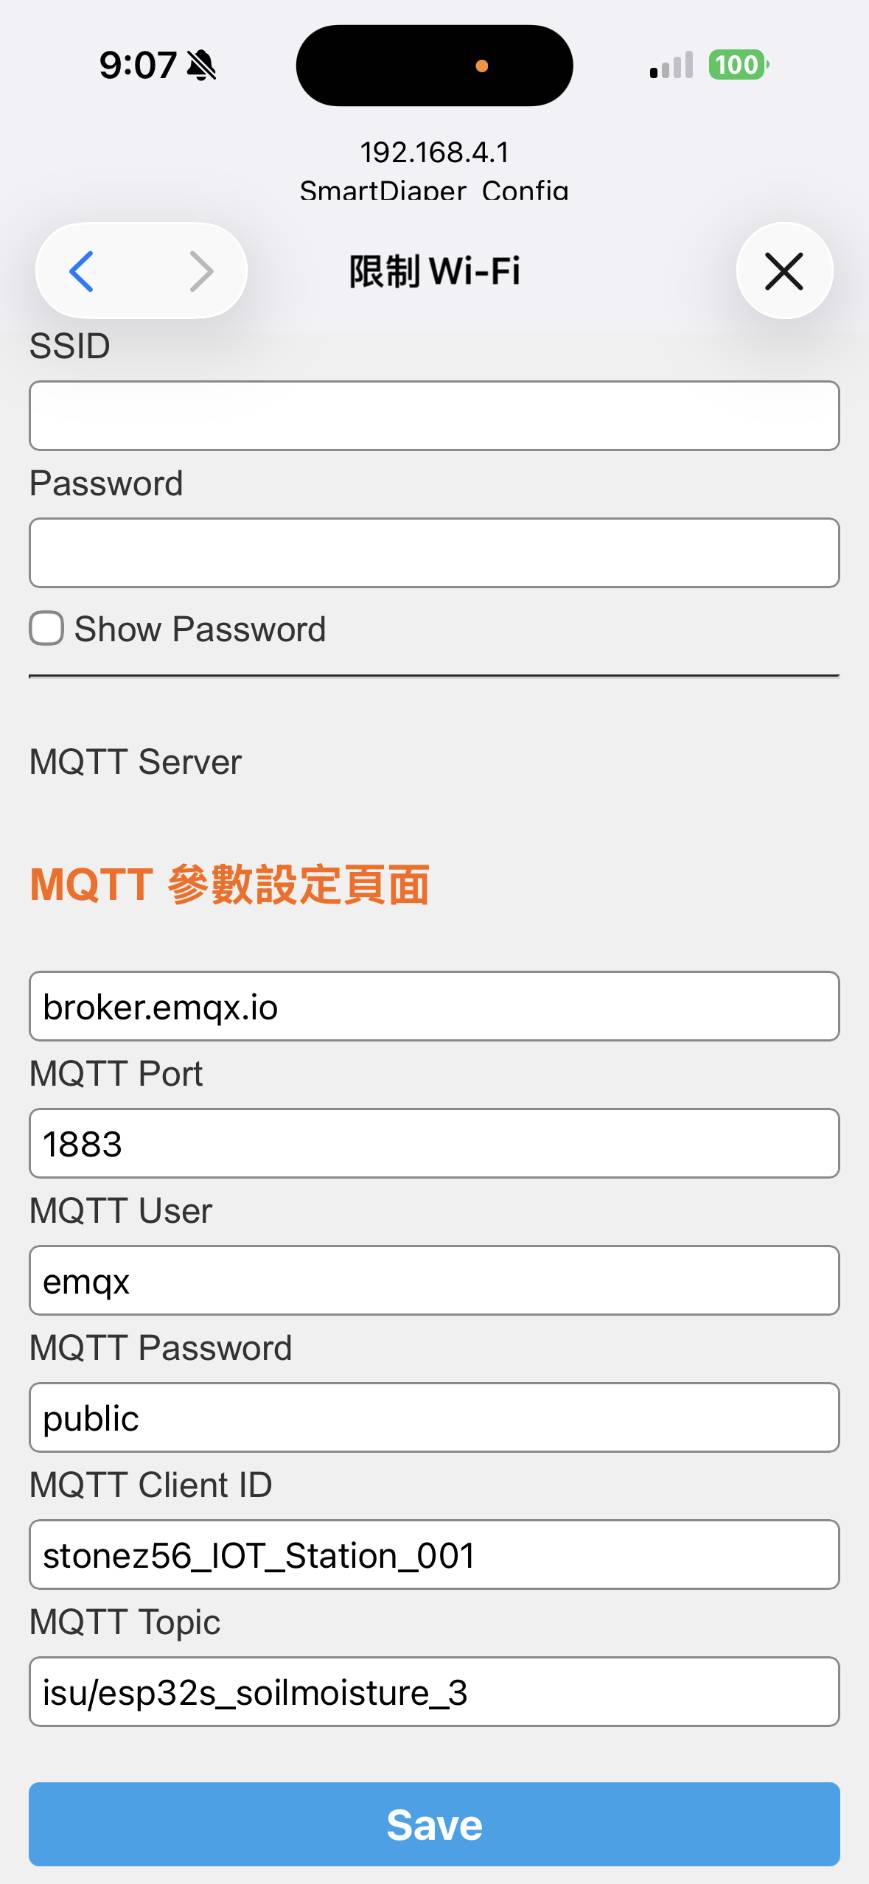 9:07
100
192.168.4.1
SmartDiaper_Config
限制 Wi-Fi
SSID
Password
Show Password
MQTT Server
MQTT 參數設定頁面
broker.emqx.io
MQTT Port
1883
MQTT User
emqx
MQTT Password
public
MQTT Client ID
stonez56_IOT_Station_001
MQTT Topic
isu/esp32s_soilmoisture_3
Save